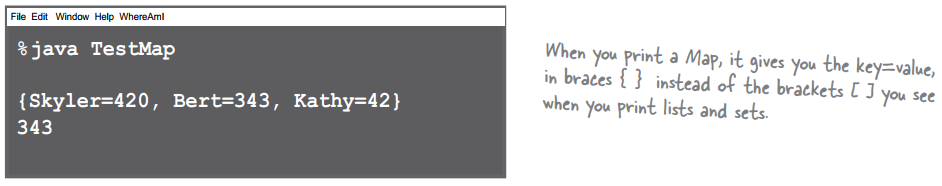 File Edit Window Help WhereAmI
%java TestMap
{Skyler=420, Bert=343, Kathy=42}
343
When you print a Map, it gives you the key=value,
in braces { } instead of the brackets [ ] you see
when you print lists and sets.